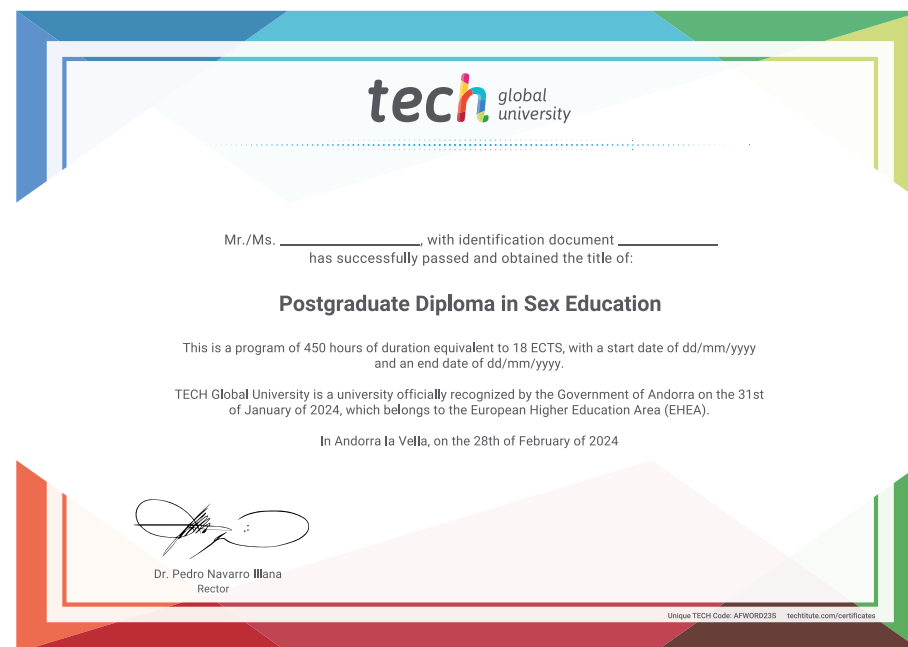 tech global university
Mr./Ms. ____________, with identification document ____________
has successfully passed and obtained the title of:
Postgraduate Diploma in Sex Education
This is a program of 450 hours of duration equivalent to 18 ECTS, with a start date of dd/mm/yyyy
and an end date of dd/mm/yyyy.
TECH Global University is a university officially recognized by the Government of Andorra on the 31st
of January of 2024, which belongs to the European Higher Education Area (EHEA).
In Andorra la Vella, on the 28th of February of 2024
Dr. Pedro Navarro Illana
Rector
Unique TECH Code: AFWORD23S techtitute.com/certificates